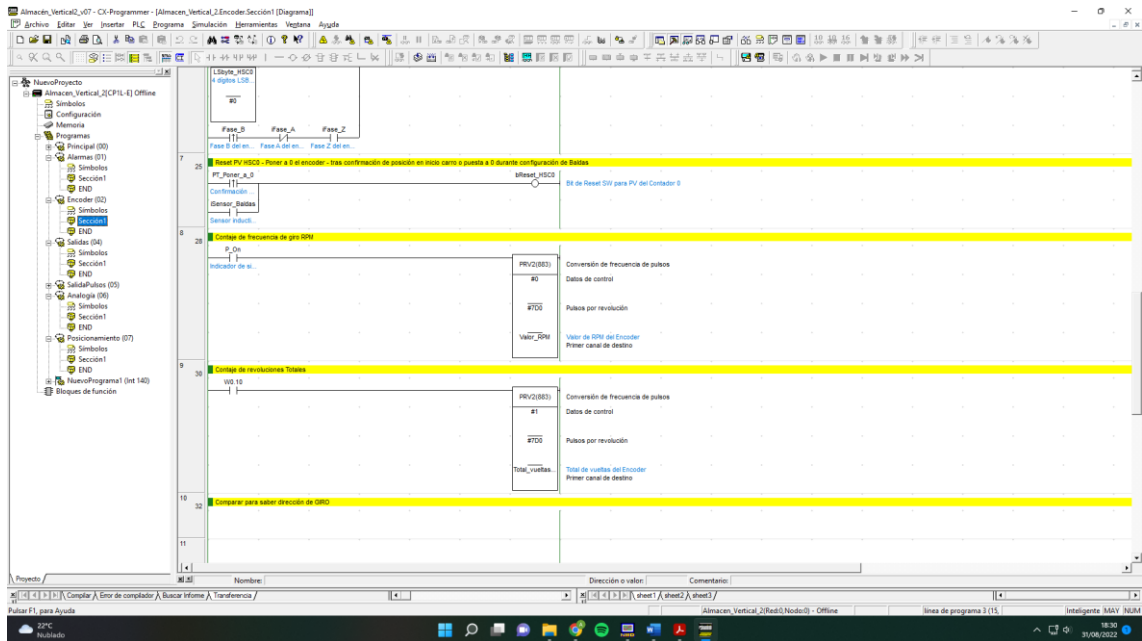 Almacén_Vertical2_v07 - CX-Programmer - [Almacen_Vertical_2.Encoder.Sección1 [Diagrama]]
Archivo Editar Ver Insertar PLC Programa Simulación Herramientas Ventana Ayuda
NuevoProyecto
Almacen_Vertical_2[CP1L-E] Offline
Símbolos
Configuración
Memoria
Programas
Principal (00)
Alarmas (01)
Símbolos
Sección1
END
Encoder (02)
Símbolos
Sección1
END
Salidas (04)
Símbolos
Sección1
END
SalidaPulsos (05)
Analogía (06)
Símbolos
Sección1
END
Posicionamiento (07)
Símbolos
Sección1
END
NuevoPrograma1 (Int 140)
Bloques de función
Proyecto
LSbyte_HSC0
4 dígitos LSB...
#0
iFase_B iFase_A iFase_Z
Fase B del en... Fase A del en... Fase Z del en...
7
25
Reset PV HSC0 - Poner a 0 el encoder - tras confirmación de posición en inicio carro o puesta a 0 durante configuración de Baldas
PT_Poner_a_0 bReset_HSC0
Bit de Reset SW para PV del Contador 0
Confirmación ...
iSensor_Baldas
Sensor inducti...
8
28
Contaje de frecuencia de giro RPM
P_On
Indicador de si...
PRV2(883) Conversión de frecuencia de pulsos
#0 Datos de control
#7D0 Pulsos por revolución
Valor_RPM Valor de RPM del Encoder
Primer canal de destino
9
30
Contaje de revoluciones Totales
W0.10
PRV2(883) Conversión de frecuencia de pulsos
#1 Datos de control
#7D0 Pulsos por revolución
Total_vueltas... Total de vueltas del Encoder
Primer canal de destino
10
32
Comparar para saber dirección de GIRO
11
Nombre: Dirección o valor: Comentario:
Compilar Error de compilador Buscar Informe Transferencia
sheet1 sheet2 sheet3
Pulsar F1, para Ayuda
Almacen_Vertical_2(Red:0,Nodo:0) - Offline
línea de programa 3 (15,
Inteligente MAY NUM
22°C
Nublado
18:30
31/08/2022